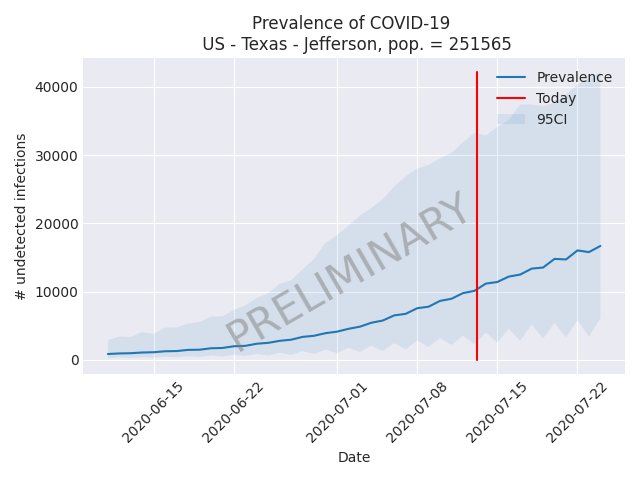 Prevalence of COVID-19
US - Texas - Jefferson, pop. = 251565
Prevalence
Today
95CI
# undetected infections
40000
30000
20000
10000
0
PRELIMINARY
2020-06-15
2020-06-22
2020-07-01
2020-07-08
2020-07-15
2020-07-22
Date